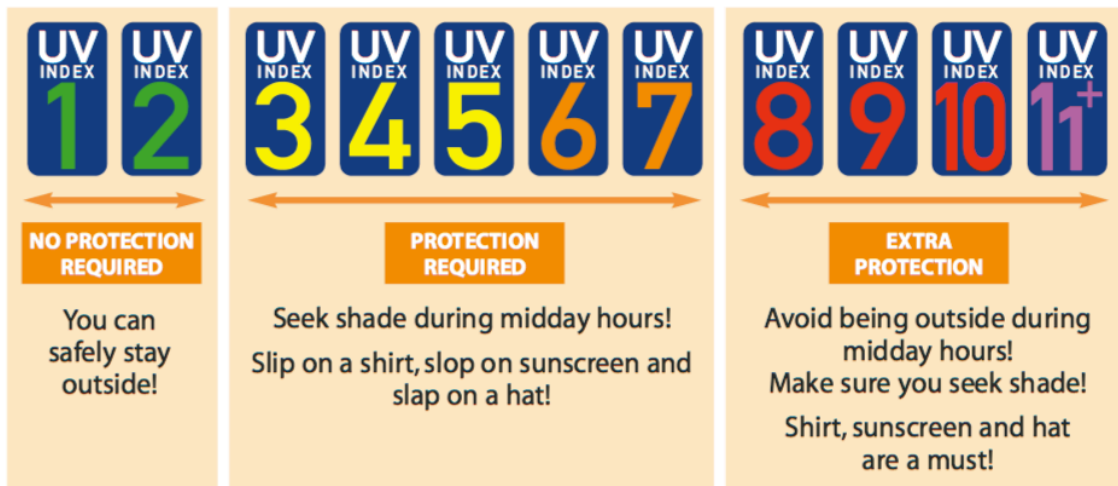 UV
INDEX
1
UV
INDEX
2
NO PROTECTION
REQUIRED
You can
safely stay
outside!
UV
INDEX
3
UV
INDEX
4
UV
INDEX
5
UV
INDEX
6
UV
INDEX
7
PROTECTION
REQUIRED
Seek shade during midday hours!
Slip on a shirt, slop on sunscreen and
slap on a hat!
UV
INDEX
8
UV
INDEX
9
UV
INDEX
10
UV
INDEX
11+
EXTRA
PROTECTION
Avoid being outside during
midday hours!
Make sure you seek shade!
Shirt, sunscreen and hat
are a must!